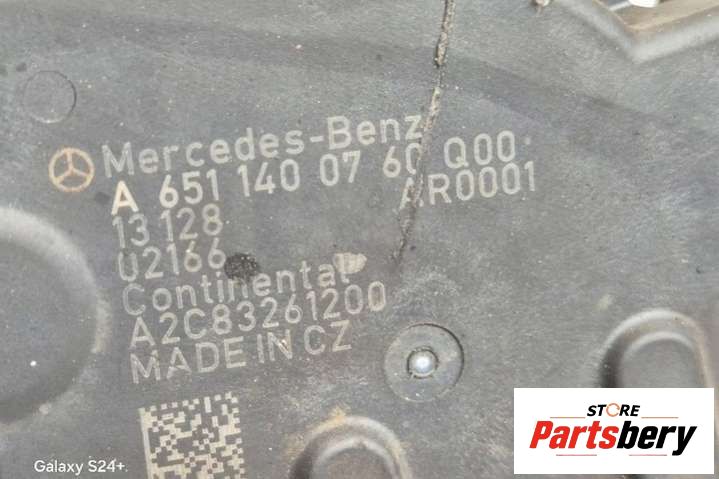 Mercedes-Benz
A 651 140 07 60 Q00
AR0001
13 128
02166
Continental
A2C83261200
MADE IN CZ
STORE
Partsbery
Galaxy S24+